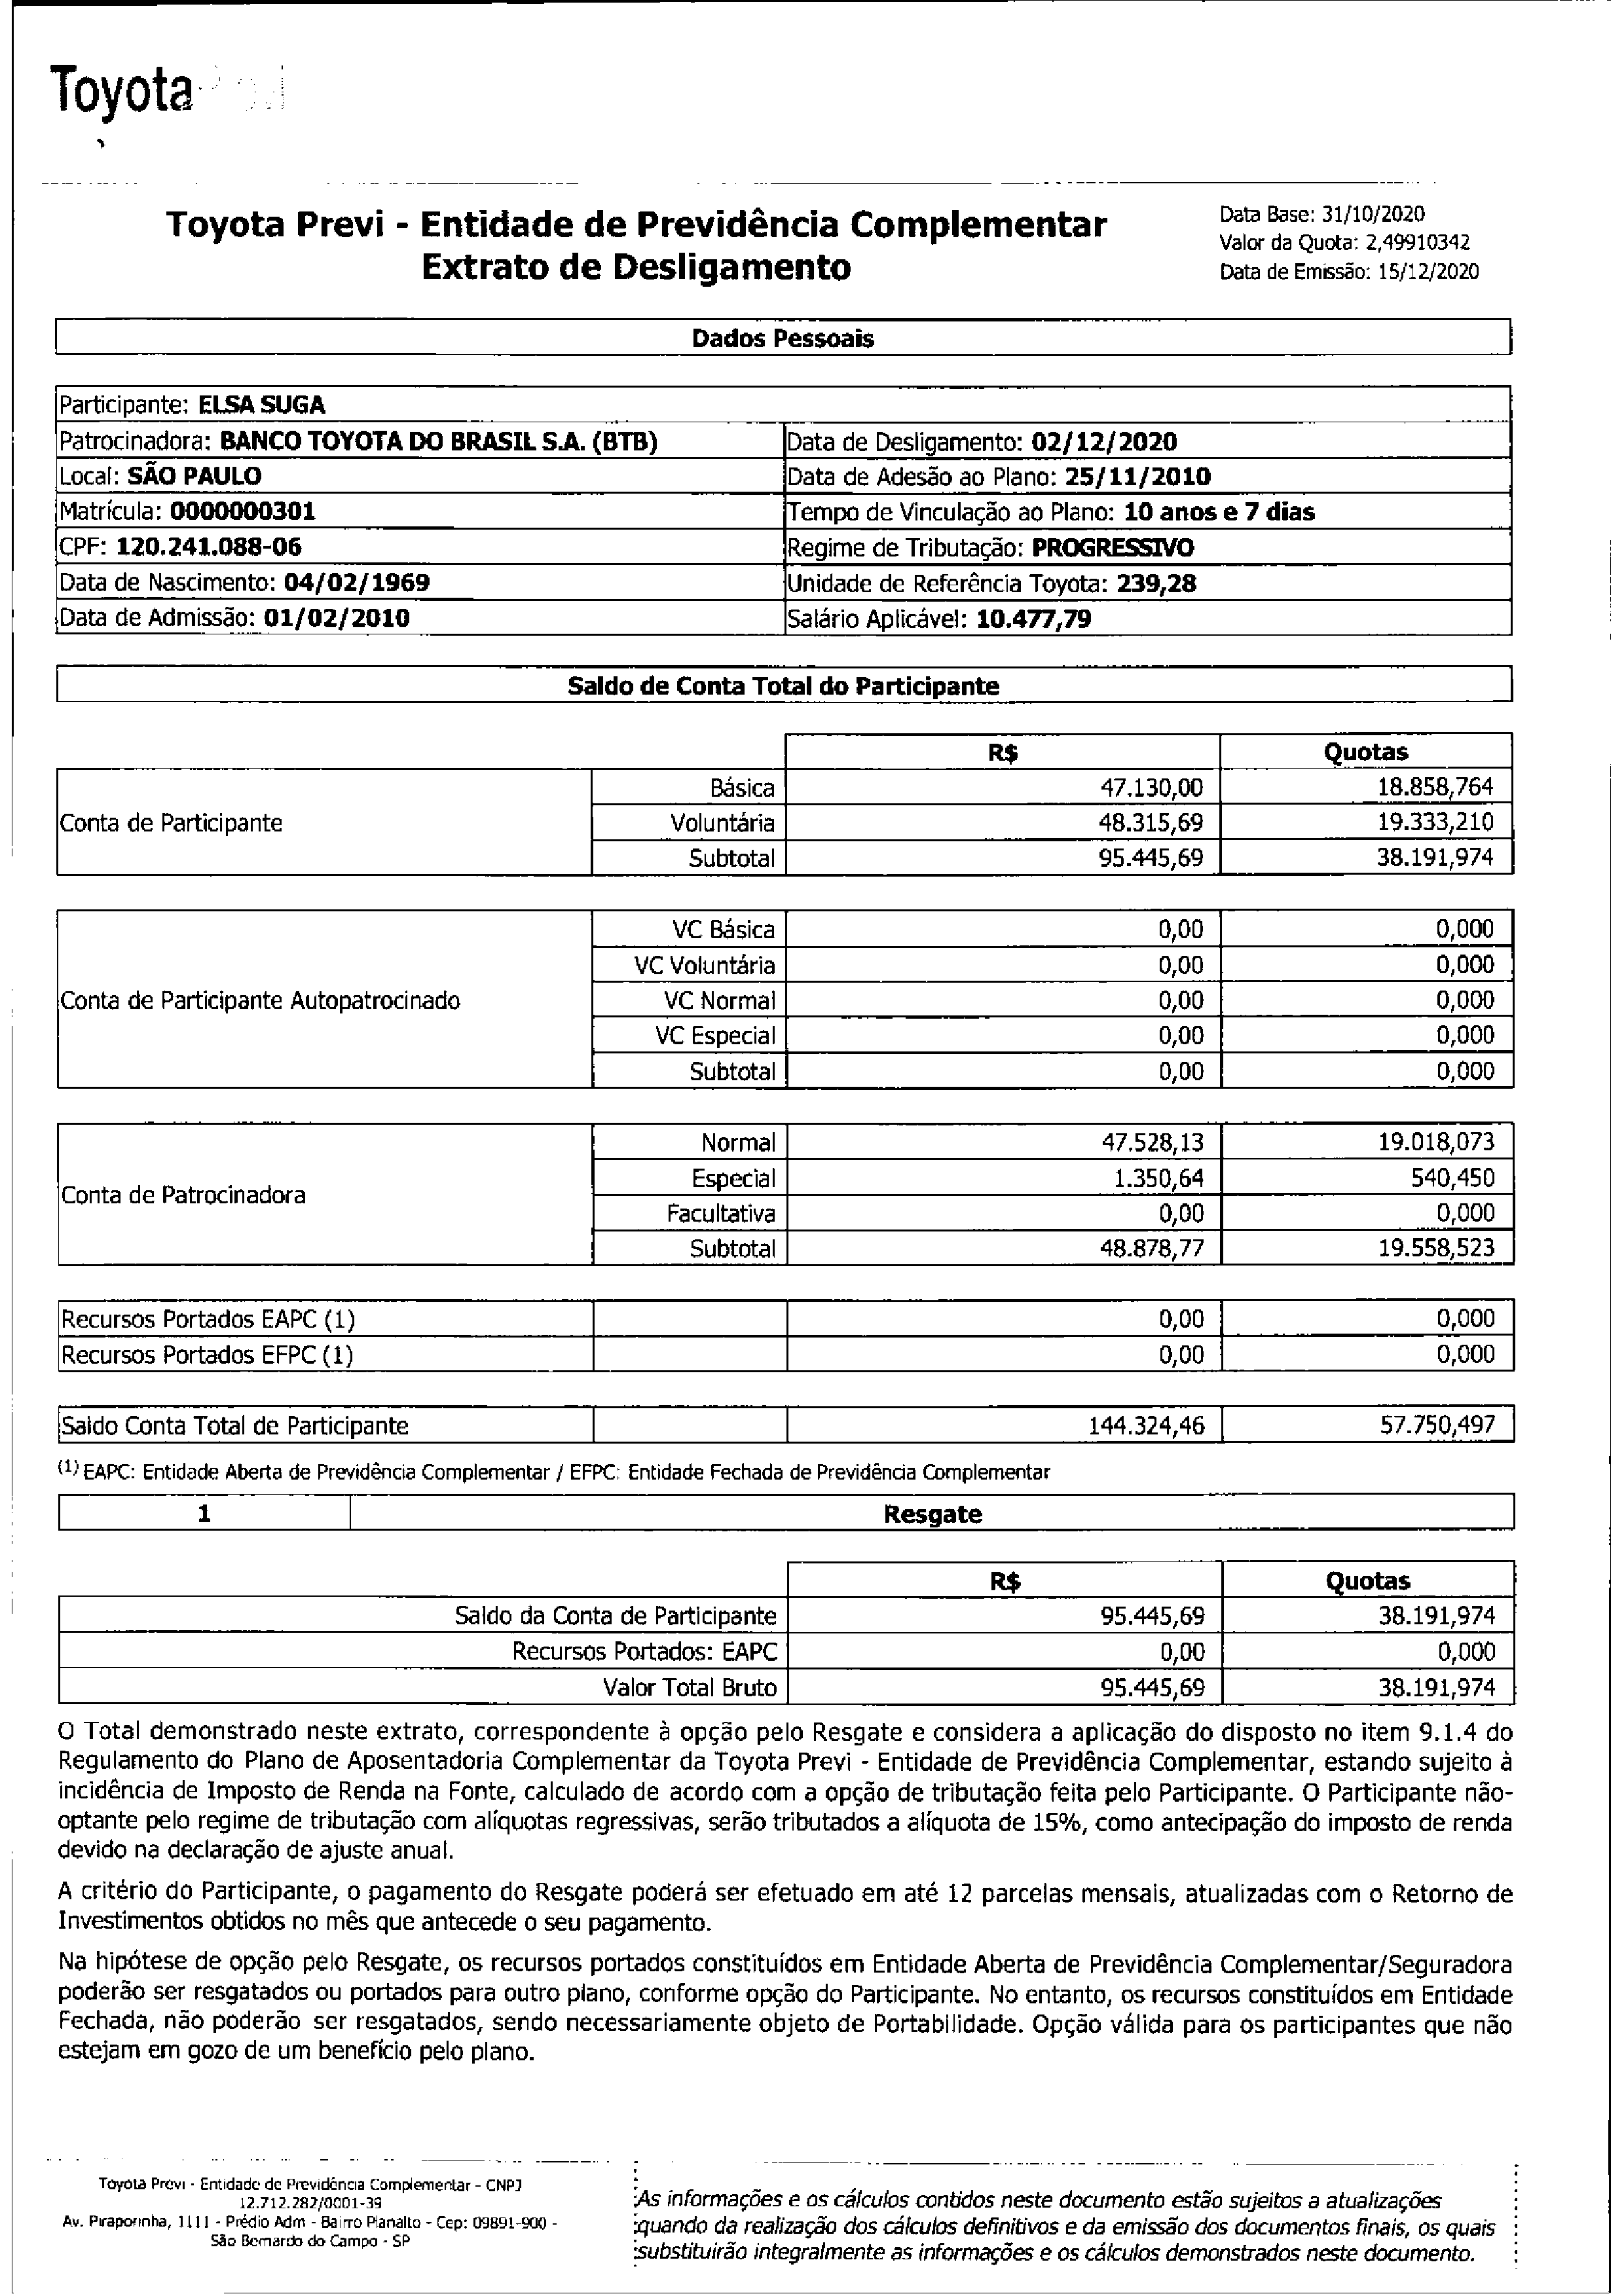 Toyota
Toyota Previ - Entidade de Previdência Complementar
Extrato de Desligamento
Data Base: 31/10/2020
Valor da Quota: 2,49910342
Data de Emissão: 15/12/2020
Dados Pessoais
Participante: ELSA SUGA
Patrocinadora: BANCO TOYOTA DO BRASIL S.A. (BTB) Data de Desligamento: 02/12/2020
Local: SÃO PAULO Data de Adesão ao Plano: 25/11/2010
Matrícula: 0000000301 Tempo de Vinculação ao Plano: 10 anos e 7 dias
CPF: 120.241.088-06 Regime de Tributação: PROGRESSIVO
Data de Nascimento: 04/02/1969 Unidade de Referência Toyota: 239,28
Data de Admissão: 01/02/2010 Salário Aplicável: 10.477,79
Saldo de Conta Total do Participante
R$ Quotas
Básica 47.130,00 18.858,764
Conta de Participante Voluntária 48.315,69 19.333,210
Subtotal 95.445,69 38.191,974
VC Básica 0,00 0,000
VC Voluntária 0,00 0,000
Conta de Participante Autopatrocinado VC Normal 0,00 0,000
VC Especial 0,00 0,000
Subtotal 0,00 0,000
Normal 47.528,13 19.018,073
Especial 1.350,64 540,450
Conta de Patrocinadora
Facultativa 0,00 0,000
Subtotal 48.878,77 19.558,523
Recursos Portados EAPC (1) 0,00 0,000
Recursos Portados EFPC (1) 0,00 0,000
Saldo Conta Total de Participante 144.324,46 57.750,497
(1) EAPC: Entidade Aberta de Previdência Complementar / EFPC: Entidade Fechada de Previdência Complementar
1 Resgate
R$ Quotas
Saldo da Conta de Participante 95.445,69 38.191,974
Recursos Portados: EAPC 0,00 0,000
Valor Total Bruto 95.445,69 38.191,974
O Total demonstrado neste extrato, correspondente à opção pelo Resgate e considera a aplicação do disposto no item 9.1.4 do
Regulamento do Plano de Aposentadoria Complementar da Toyota Previ - Entidade de Previdência Complementar, estando sujeito à
incidência de Imposto de Renda na Fonte, calculado de acordo com a opção de tributação feita pelo Participante. O Participante não-
optante pelo regime de tributação com alíquotas regressivas, serão tributados a alíquota de 15%, como antecipação do imposto de renda
devido na declaração de ajuste anual.
A critério do Participante, o pagamento do Resgate poderá ser efetuado em até 12 parcelas mensais, atualizadas com o Retorno de
Investimentos obtidos no mês que antecede o seu pagamento.
Na hipótese de opção pelo Resgate, os recursos portados constituídos em Entidade Aberta de Previdência Complementar/Seguradora
poderão ser resgatados ou portados para outro plano, conforme opção do Participante. No entanto, os recursos constituídos em Entidade
Fechada, não poderão ser resgatados, sendo necessariamente objeto de Portabilidade. Opção válida para os participantes que não
estejam em gozo de um benefício pelo plano.
Toyota Previ - Entidade de Previdência Complementar - CNPJ
12.712.282/0001-39
Av. Piraporinha, 1111 - Prédio Adm - Bairro Planalto - Cep: 09891-900 -
São Bernardo do Campo - SP
As informações e os cálculos contidos neste documento estão sujeitos a atualizações
quando da realização dos cálculos definitivos e da emissão dos documentos finais, os quais
substituirão integralmente as informações e os cálculos demonstrados neste documento.